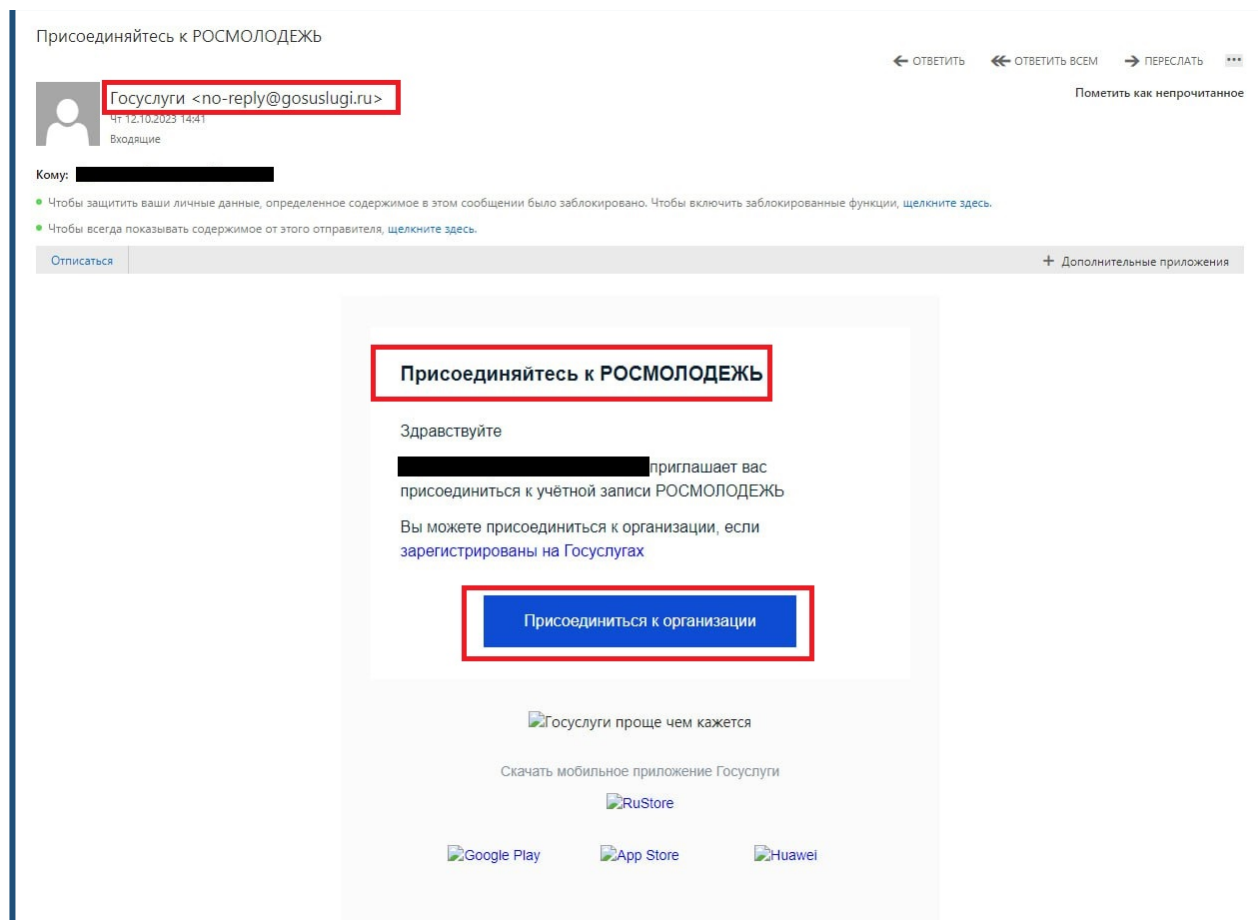 Присоединяйтесь к РОСМОЛОДЕЖЬ
ОТВЕТИТЬ ОТВЕТИТЬ ВСЕМ ПЕРЕСЛАТЬ ...
Госуслуги <no-reply@gosuslugi.ru>
Пометить как непрочитанное
Чт 12.10.2023 14:41
Входящие
Кому:
Чтобы защитить ваши личные данные, определенное содержимое в этом сообщении было заблокировано. Чтобы включить заблокированные функции, щелкните здесь.
Чтобы всегда показывать содержимое от этого отправителя, щелкните здесь.
Отписаться + Дополнительные приложения
Присоединяйтесь к РОСМОЛОДЕЖЬ
Здравствуйте
приглашает вас
присоединиться к учётной записи РОСМОЛОДЕЖЬ
Вы можете присоединиться к организации, если
зарегистрированы на Госуслугах
Присоединиться к организации
Госуслуги проще чем кажется
Скачать мобильное приложение Госуслуги
RuStore
Google Play App Store Huawei